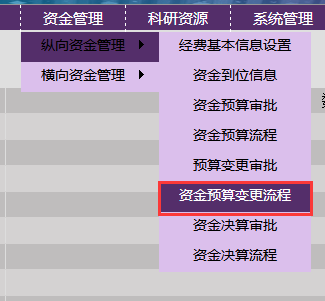 资金管理 科研资源 系统管理
纵向资金管理
横向资金管理
经费基本信息设置
资金到位信息
资金预算审批
资金预算流程
预算变更审批
资金预算变更流程
资金决算审批
资金决算流程